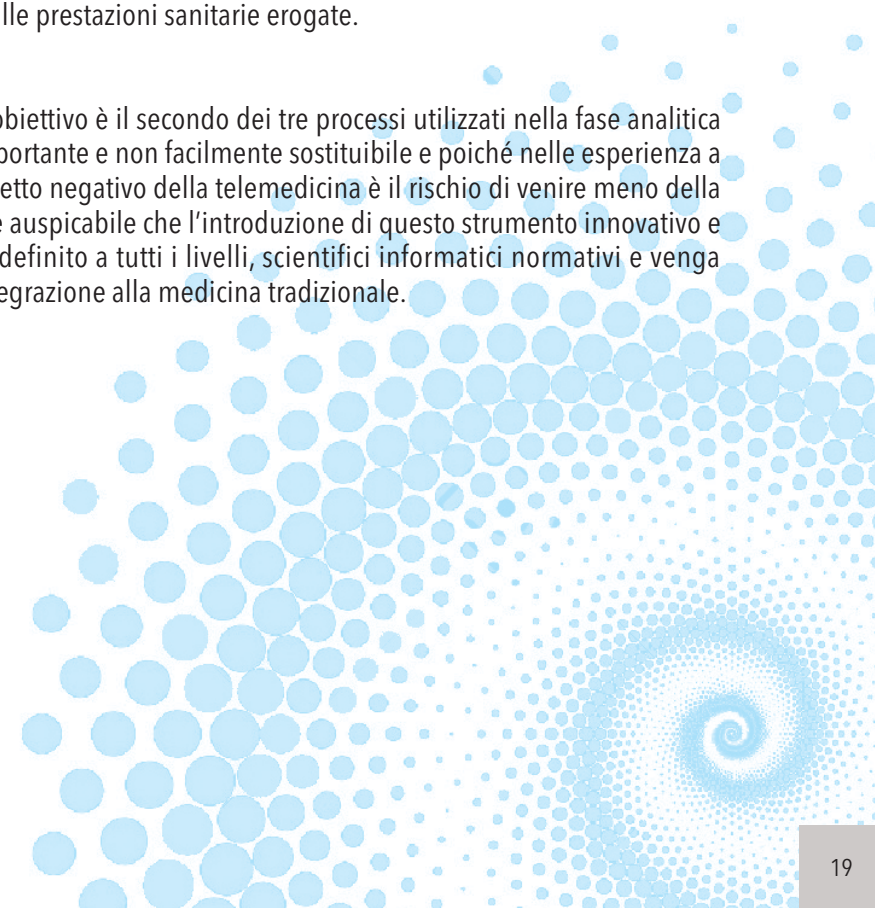 lle prestazioni sanitarie erogate.
obiettivo è il secondo dei tre processi utilizzati nella fase analitica
portante e non facilmente sostituibile e poiché nelle esperienza a
etto negativo della telemedicina è il rischio di venire meno della
e auspicabile che l’introduzione di questo strumento innovativo e
definito a tutti i livelli, scientifici informatici normativi e venga
egrazione alla medicina tradizionale.
19